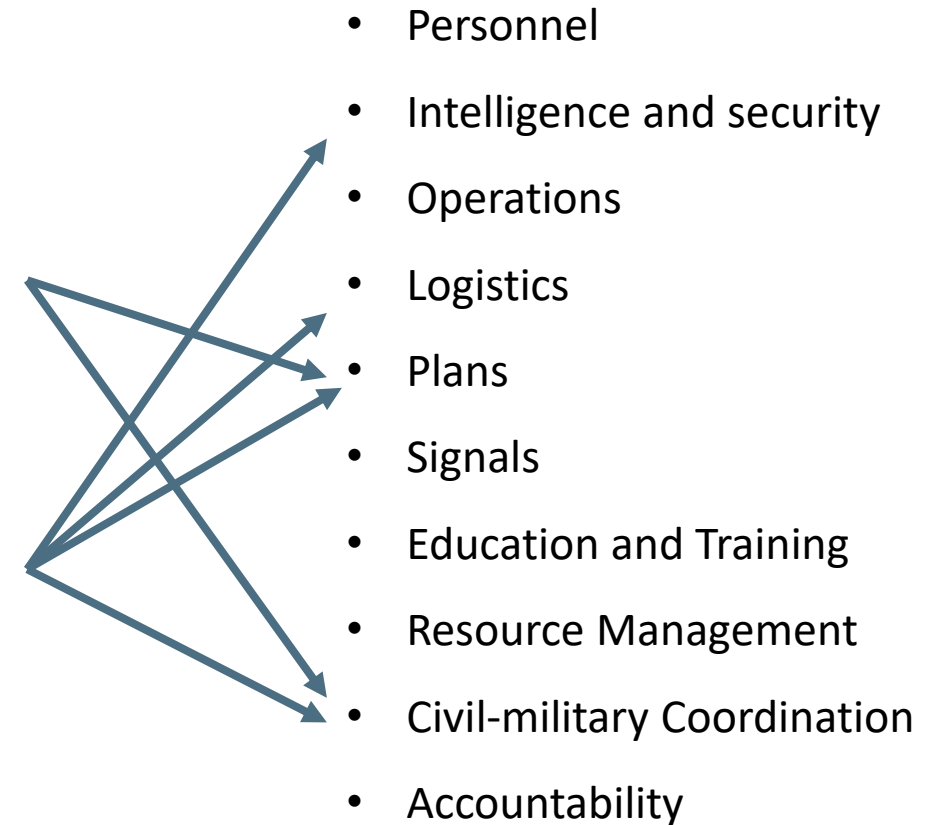 • Personnel
• Intelligence and security
• Operations
• Logistics
• Plans
• Signals
• Education and Training
• Resource Management
• Civil-military Coordination
• Accountability